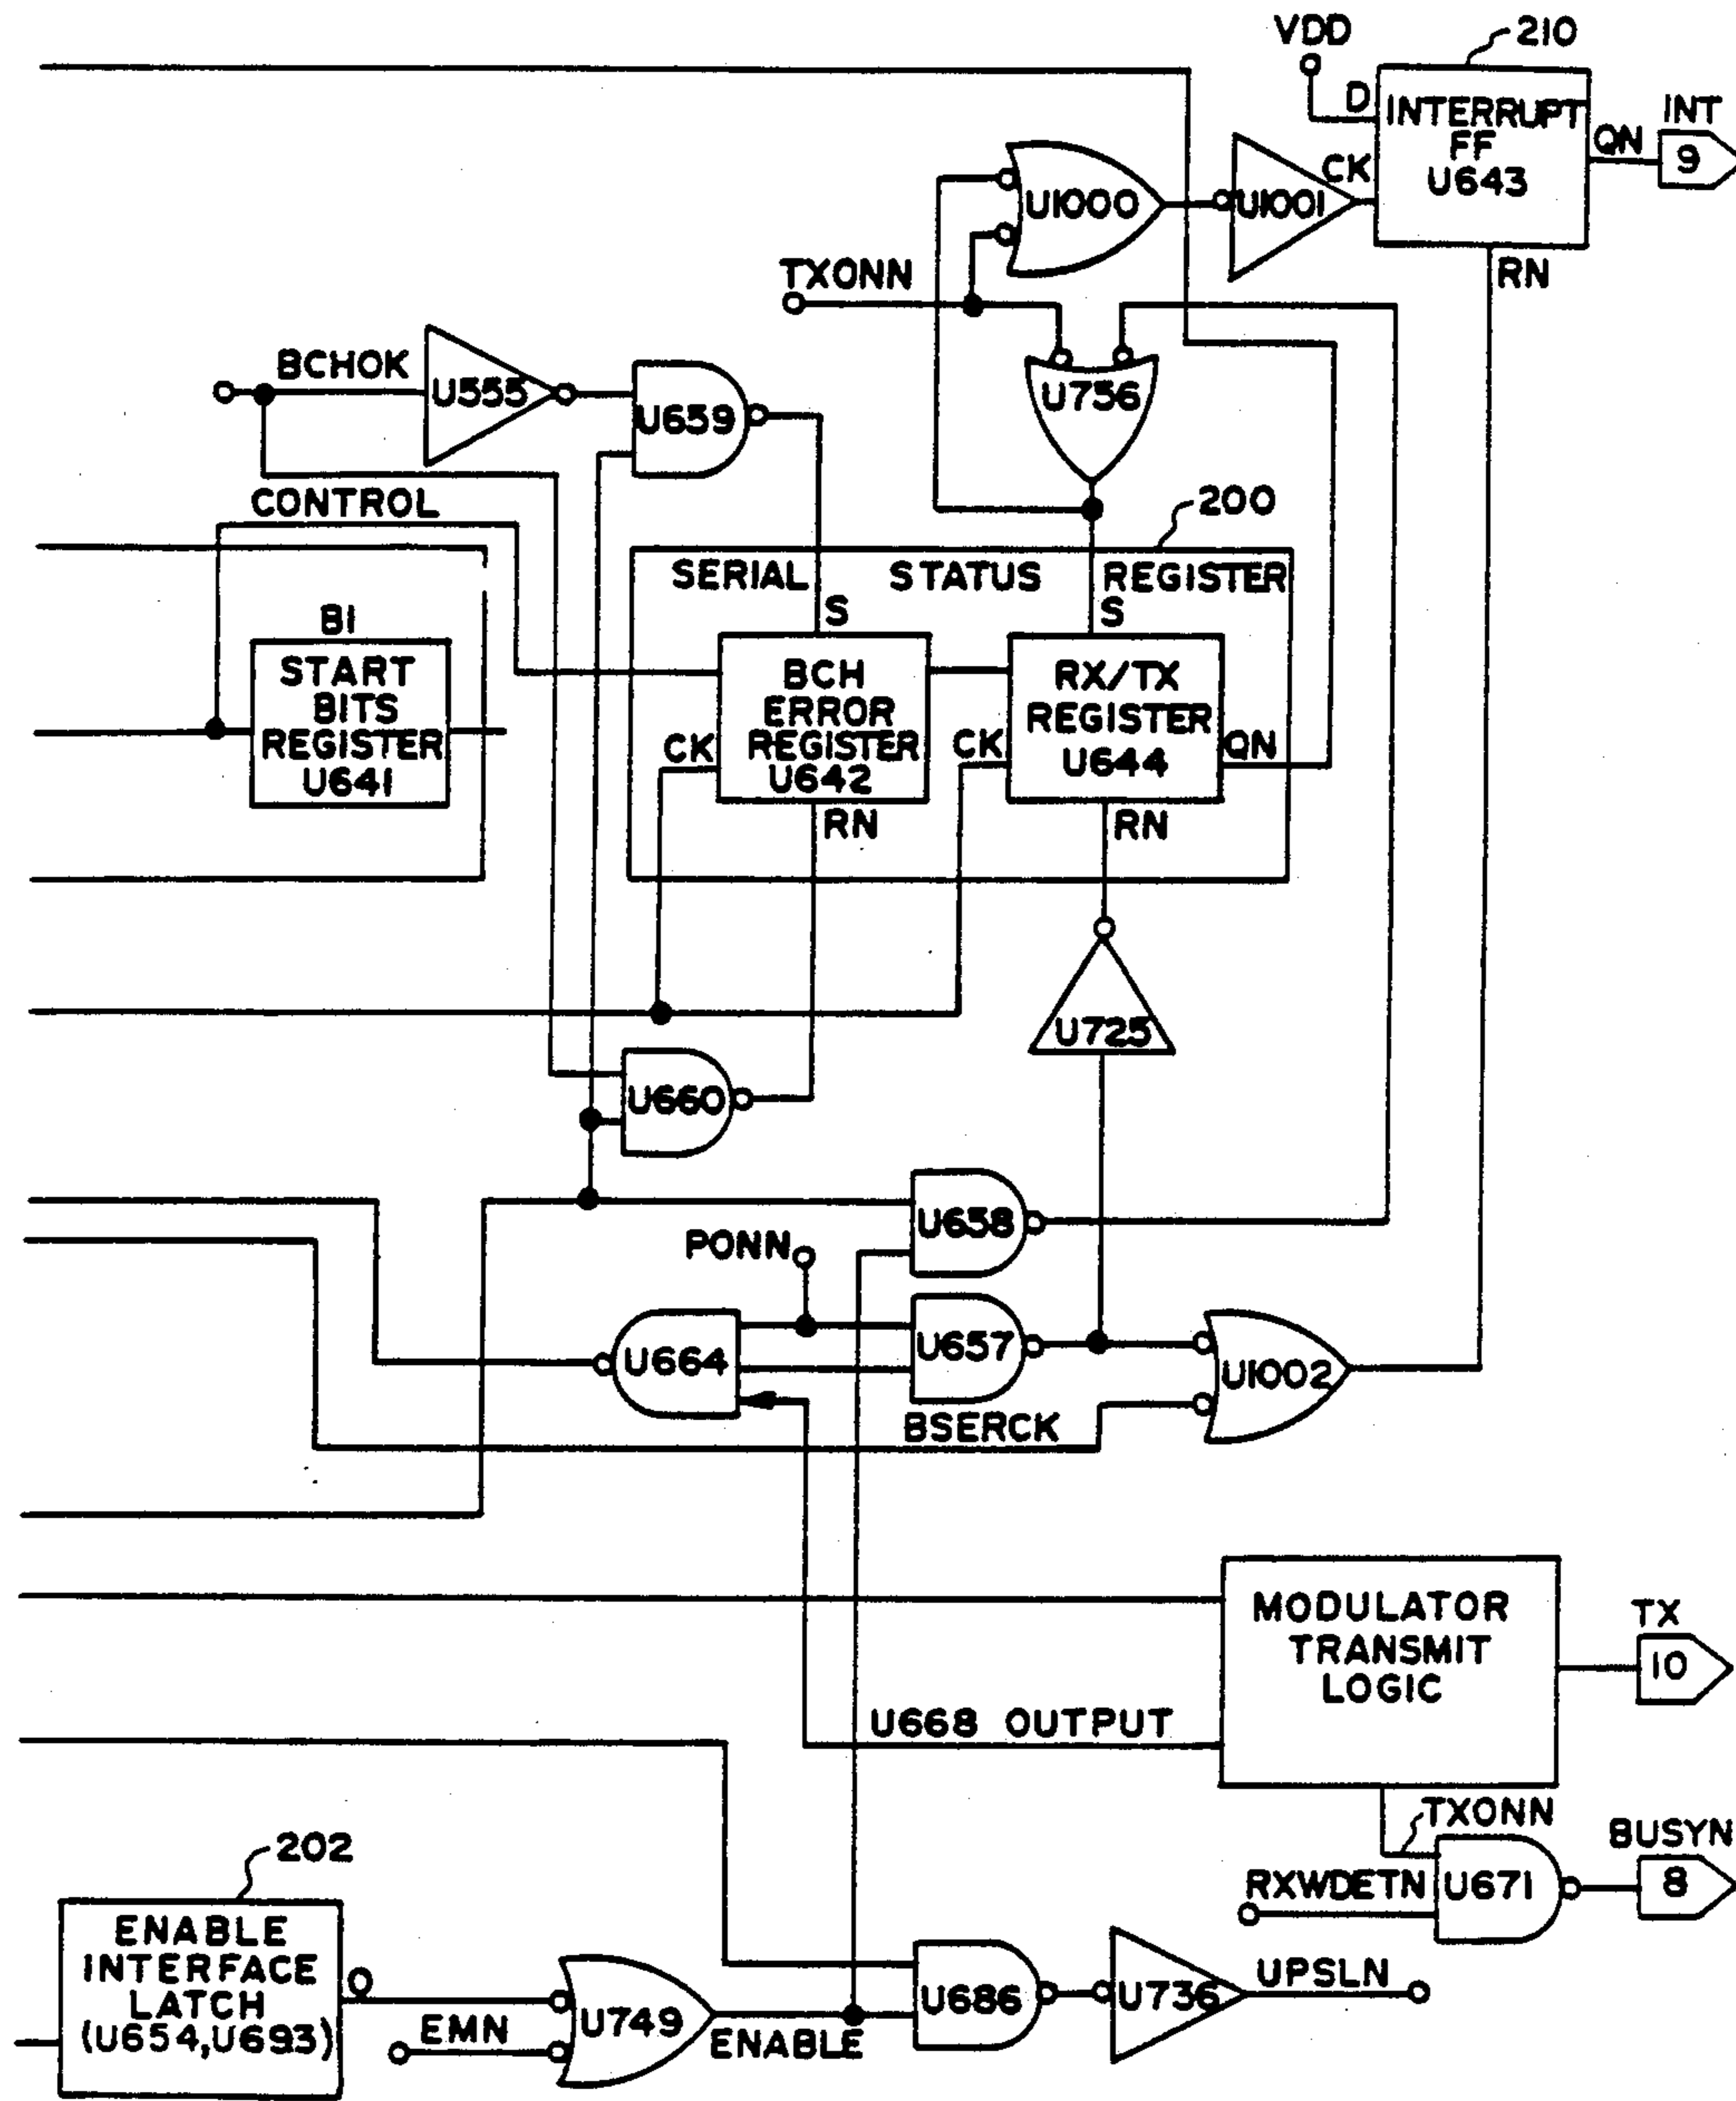 VDD
210
D
INTERRUPT
FF
U643
CK
QN
INT
9
RN
U1000
U1001
TXONN
BCHOK
U555
U659
U756
CONTROL
200
SERIAL STATUS REGISTER
S
S
B1
START
BITS
REGISTER
U641
BCH
ERROR
REGISTER
U642
CK
RN
RX/TX
REGISTER
U644
CK
QN
RN
U725
U660
U658
PONN
U664
U657
U1002
BSERCK
MODULATOR
TRANSMIT
LOGIC
TX
10
U668 OUTPUT
TXONN
BUSYN
8
RXWDETN
U671
202
ENABLE
INTERFACE
LATCH
(U654,U693)
EMN
U749
ENABLE
U686
U736
UPSLN